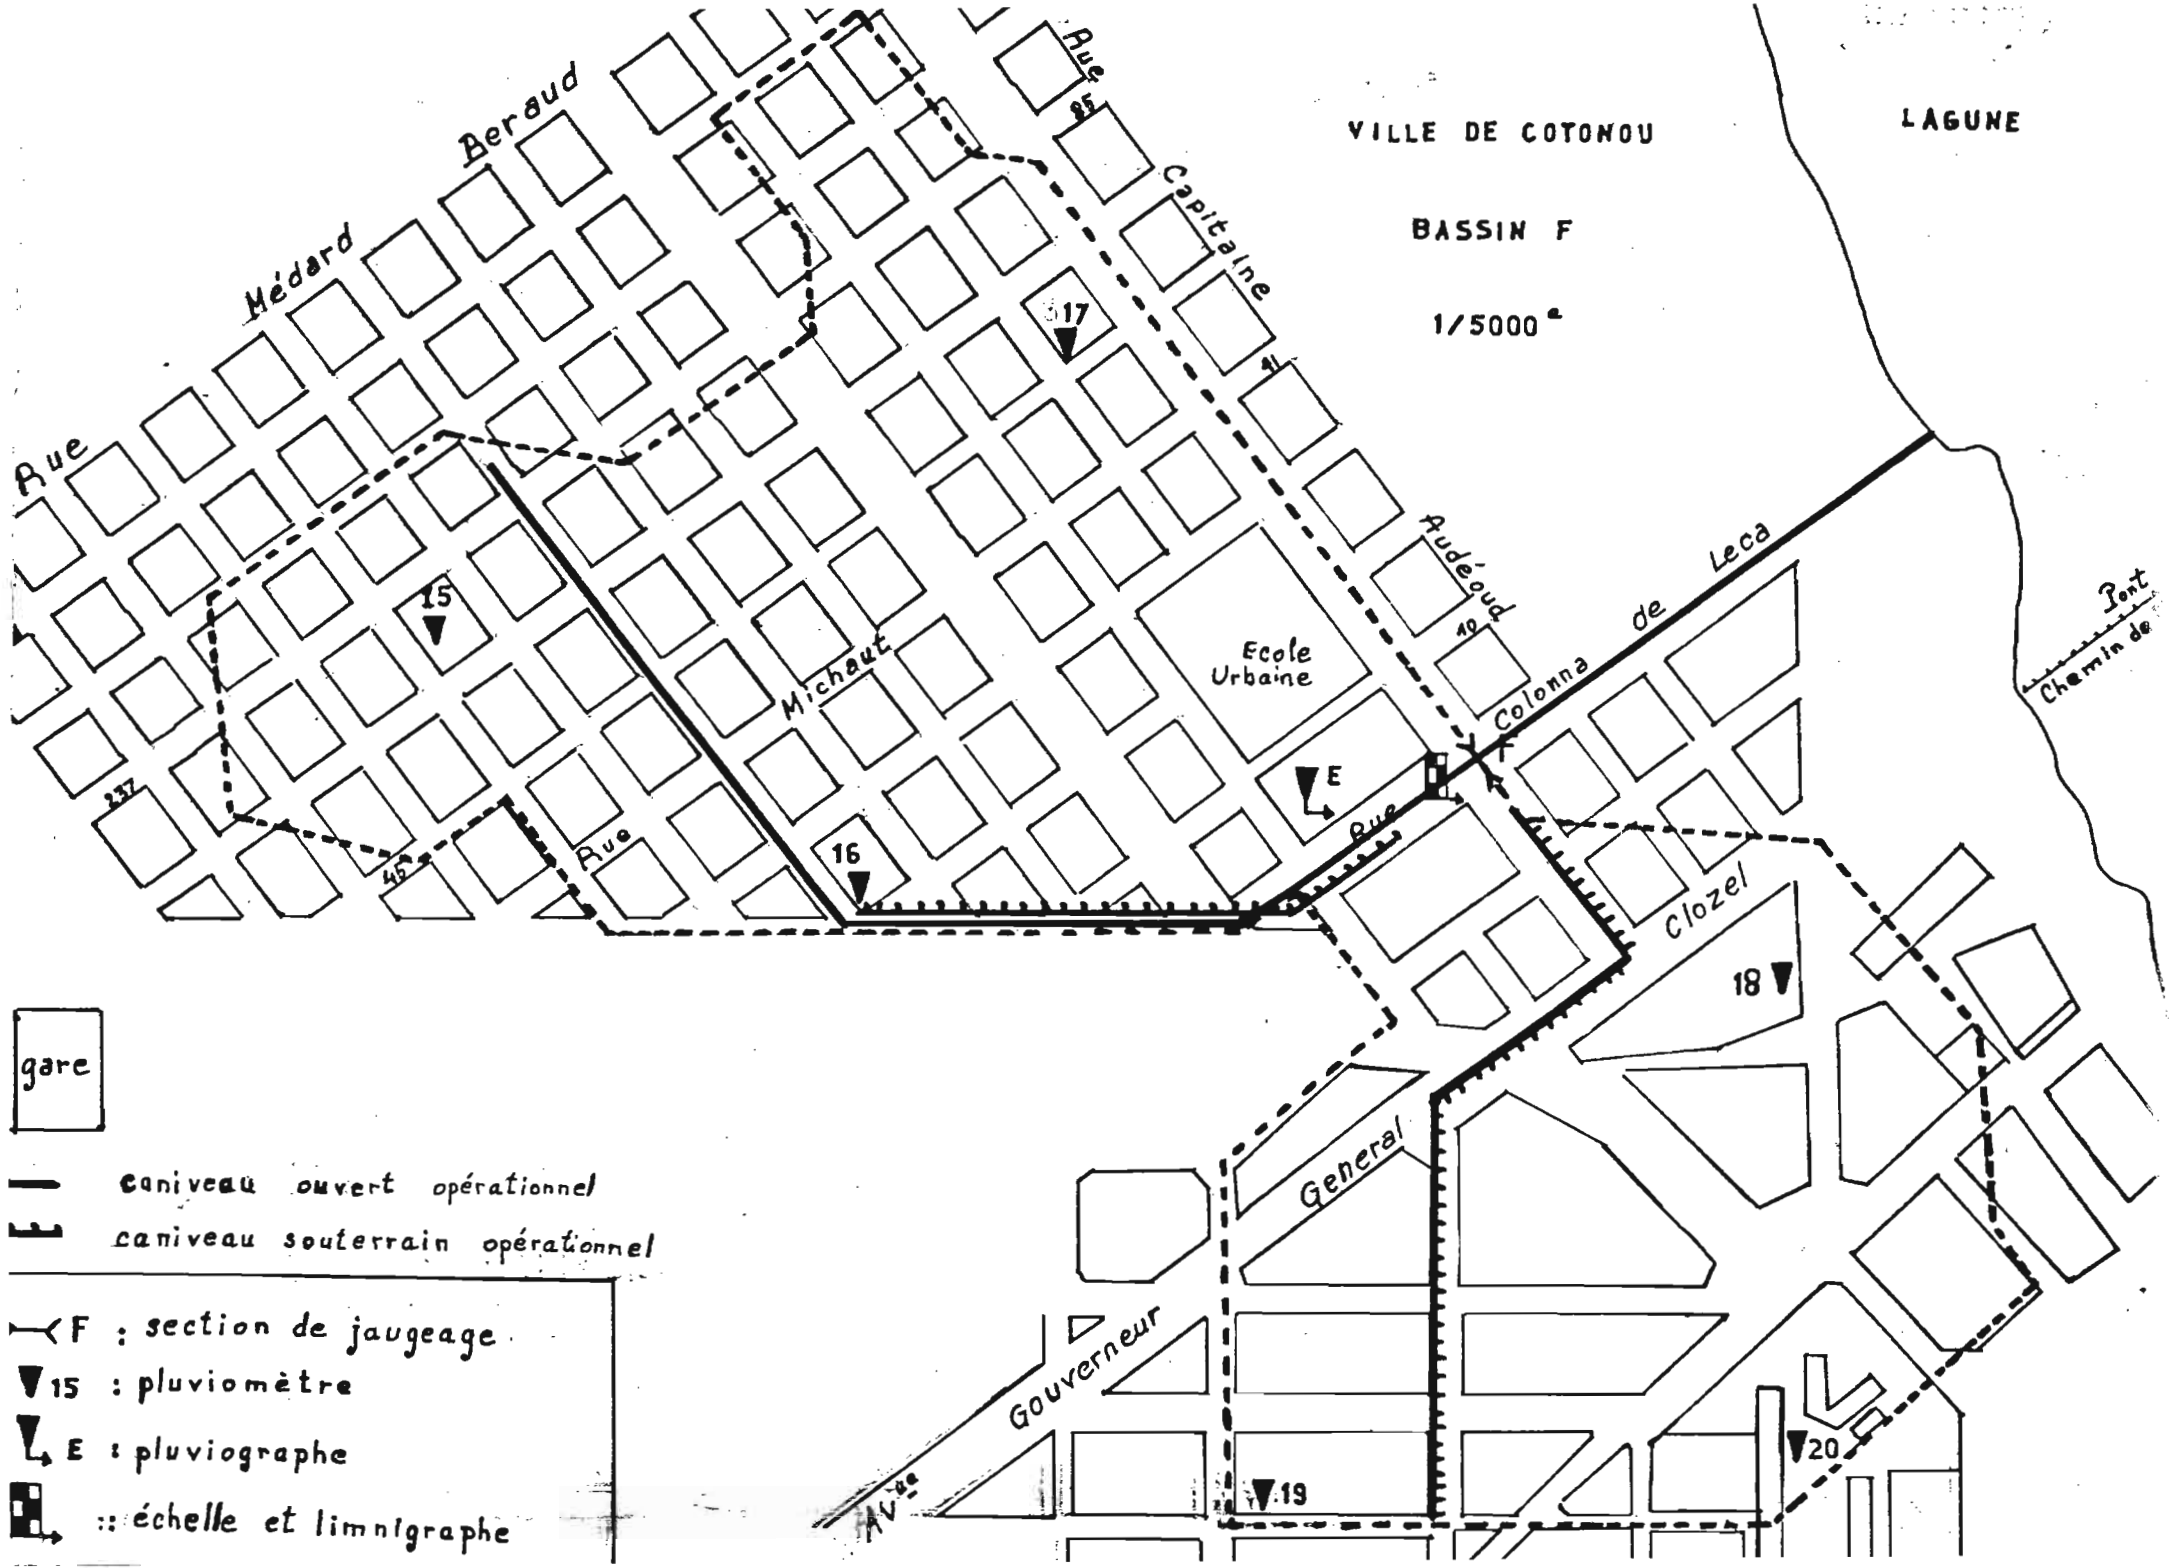 VILLE DE COTONOU
LAGUNE
BASSIN F
1/5000e
Rue Médard Beraud
Rue 85 Capitaine 41 Audéoud 10
17
15
237
45
Rue Michaut
16
Ecole
Urbaine
E
Rue Colonna de Leca
F
Pont
Chemin de
Clozel
18
General
Gouverneur
Avue
19
20
gare
caniveau ouvert opérationnel
caniveau souterrain opérationnel
F : section de jaugeage
15 : pluviomètre
E : pluviographe
:: échelle et limnigraphe